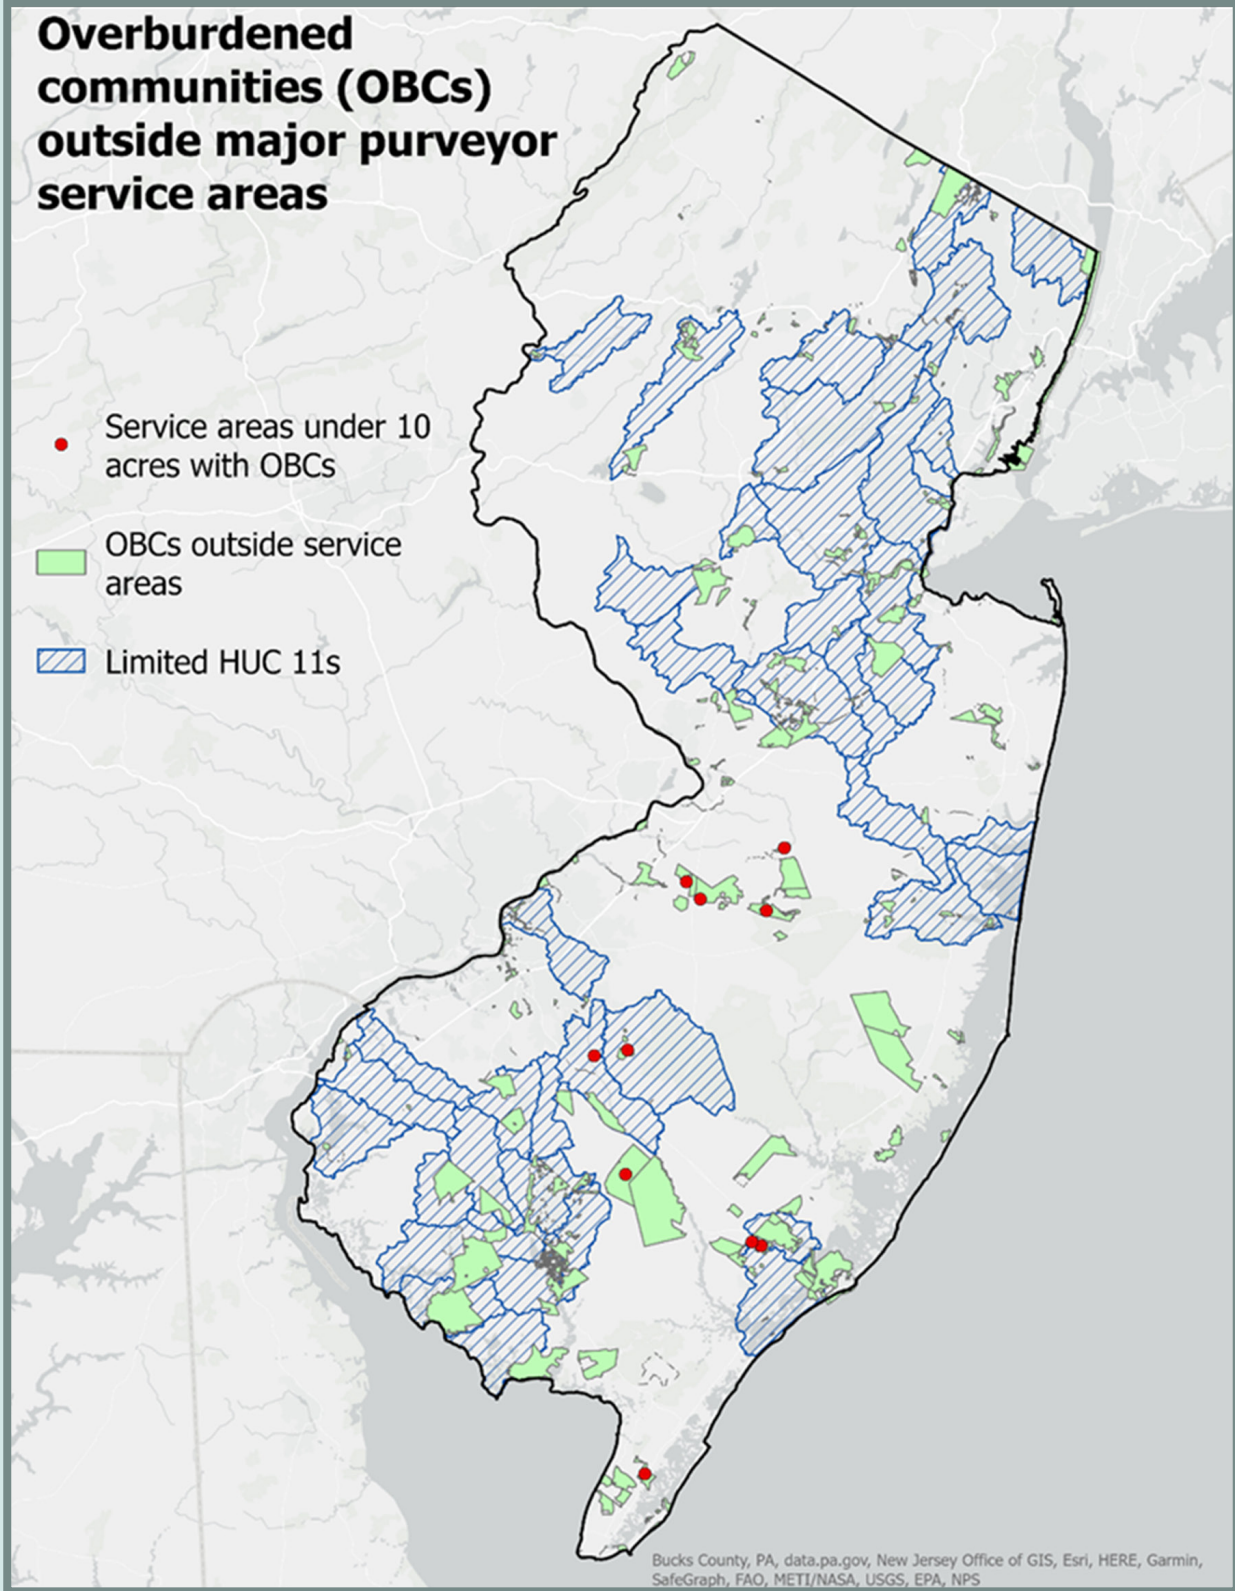 Overburdened
communities (OBCs)
outside major purveyor
service areas
Service areas under 10
acres with OBCs
OBCs outside service
areas
Limited HUC 11s
Bucks County, PA, data.pa.gov, New Jersey Office of GIS, Esri, HERE, Garmin,
SafeGraph, FAO, METI/NASA, USGS, EPA, NPS